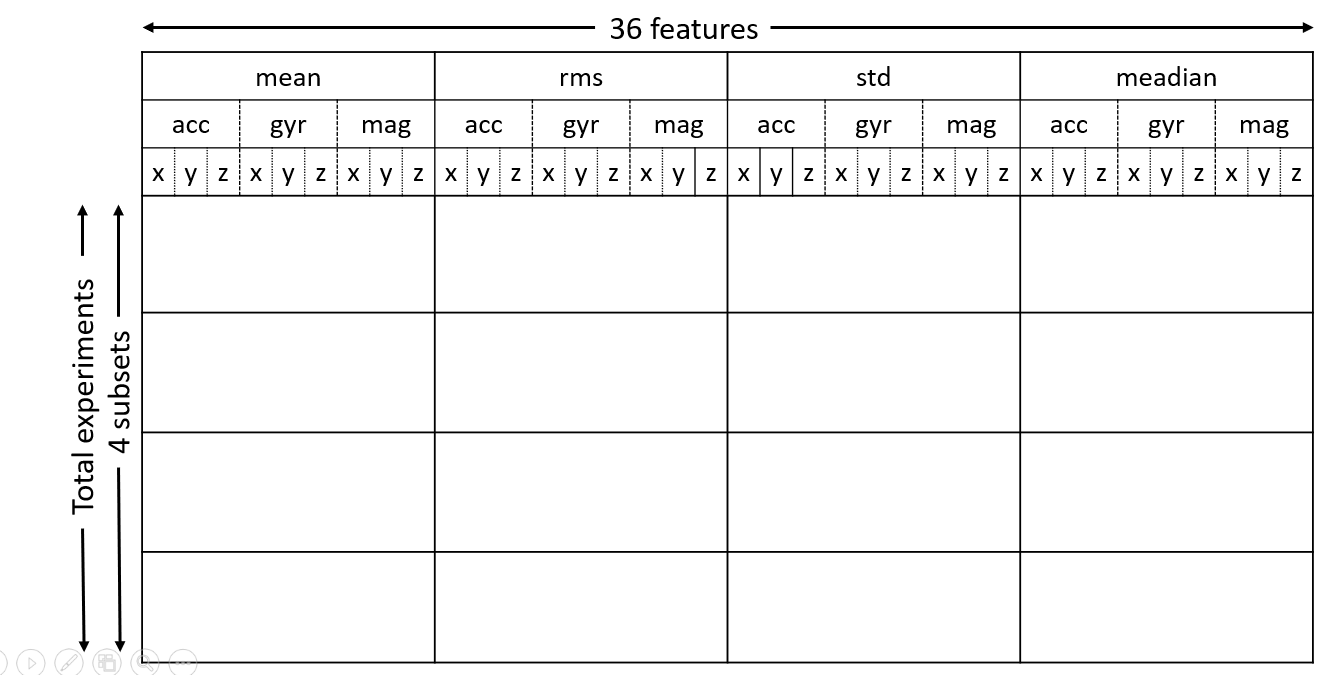 36 features
mean rms std meadian
acc gyr mag acc gyr mag acc gyr mag acc gyr mag
x y z x y z x y z x y z x y z x y z x y z x y z x y z x y z x y z x y z
Total experiments
4 subsets